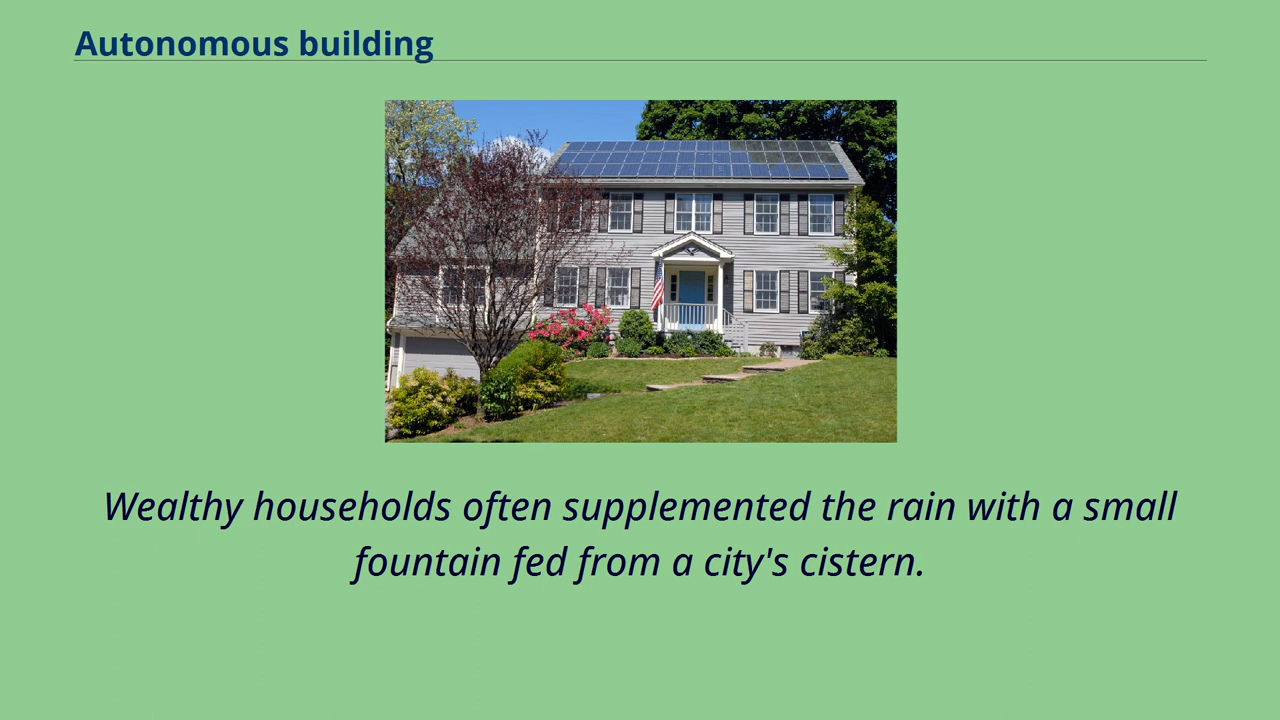 Autonomous building
Wealthy households often supplemented the rain with a small
fountain fed from a city's cistern.